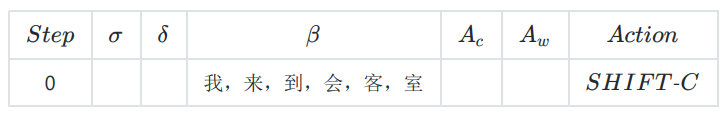 Step σ δ β A_c A_w Action
0 我，来，到，会，客，室 SHIFT-C